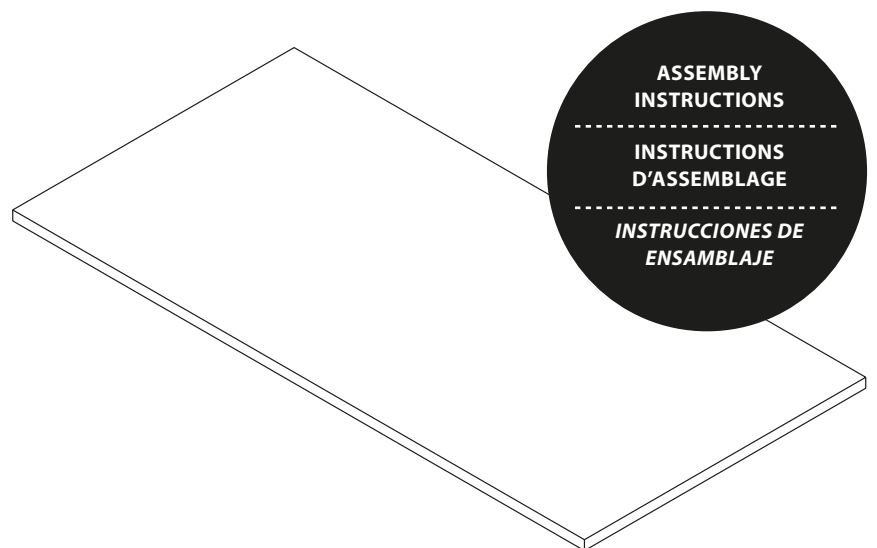 ASSEMBLY
INSTRUCTIONS
INSTRUCTIONS
D’ASSEMBLAGE
INSTRUCCIONES DE
ENSAMBLAJE